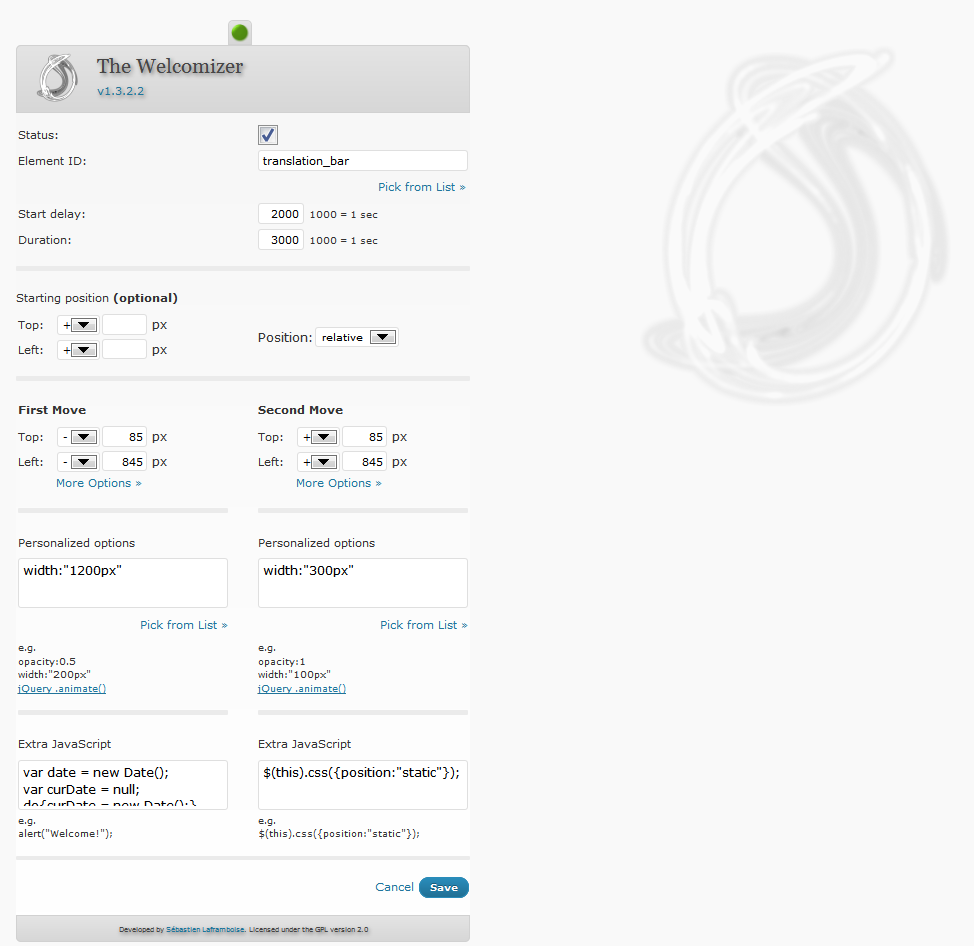 The Welcomizer
v1.3.2.2
Status:
Element ID: translation_bar
Pick from List »
Start delay: 2000 1000 = 1 sec
Duration: 3000 1000 = 1 sec
Starting position (optional)
Top: + px
Left: + px
Position: relative
First Move
Top: - 85 px
Left: - 845 px
More Options »
Second Move
Top: + 85 px
Left: + 845 px
More Options »
Personalized options
width:"1200px"
Pick from List »
e.g.
opacity:0.5
width:"200px"
jQuery .animate()
Personalized options
width:"300px"
Pick from List »
e.g.
opacity:1
width:"100px"
jQuery .animate()
Extra JavaScript
var date = new Date();
var curDate = null;
do{curDate = new Date();}
e.g.
alert("Welcome!");
Extra JavaScript
$(this).css({position:"static"});
e.g.
$(this).css({position:"static"});
Cancel Save
Developed by Sébastien Laframboise. Licensed under the GPL version 2.0